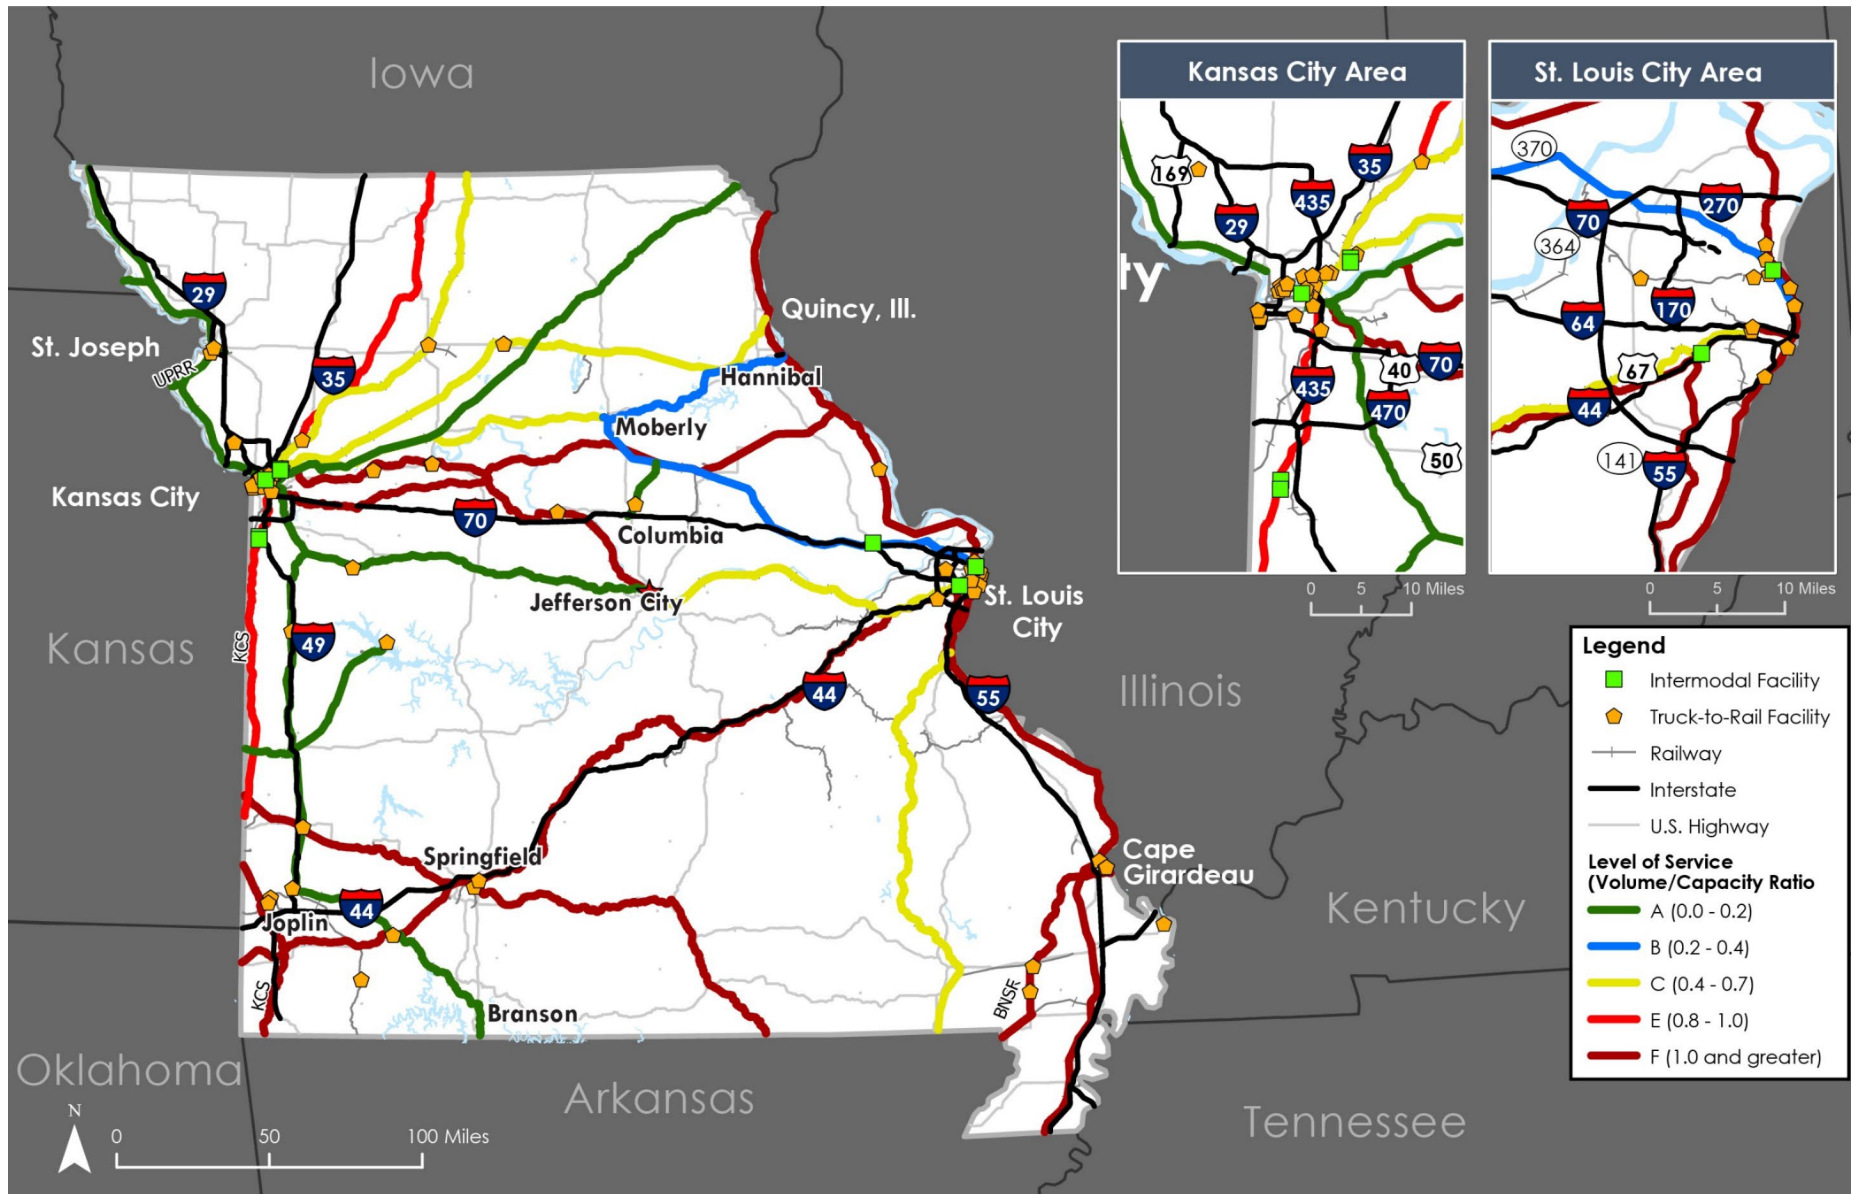 Iowa
Kansas City Area
St. Louis City Area
35
370
169
435
29
ty
70
270
364
64
170
67
44
141
55
435
40
70
470
50
0 5 10 Miles
0 5 10 Miles
29
St. Joseph
UPRR
35
Quincy, Ill.
Hannibal
Moberly
Kansas City
70
Columbia
Jefferson City
St. Louis
City
Kansas
KCS
49
44
55
Illinois
Springfield
Cape
Girardeau
Joplin
44
Kentucky
KCS
BNSF
Branson
Oklahoma
Arkansas
Tennessee
N
0 50 100 Miles
Legend
Intermodal Facility
Truck-to-Rail Facility
Railway
Interstate
U.S. Highway
Level of Service
(Volume/Capacity Ratio
A (0.0 - 0.2)
B (0.2 - 0.4)
C (0.4 - 0.7)
E (0.8 - 1.0)
F (1.0 and greater)